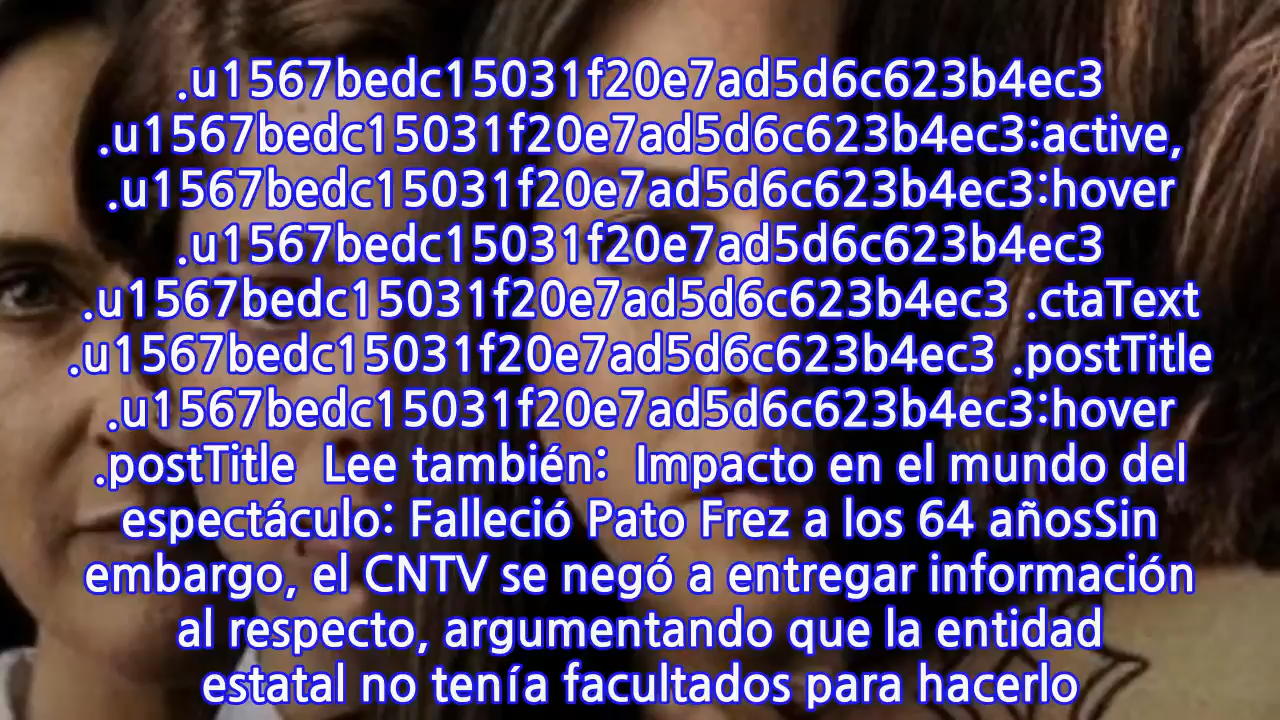 .u1567bedc15031f20e7ad5d6c623b4ec3
.u1567bedc15031f20e7ad5d6c623b4ec3:active,
.u1567bedc15031f20e7ad5d6c623b4ec3:hover
.u1567bedc15031f20e7ad5d6c623b4ec3
.u1567bedc15031f20e7ad5d6c623b4ec3 .ctaText
.u1567bedc15031f20e7ad5d6c623b4ec3 .postTitle
.u1567bedc15031f20e7ad5d6c623b4ec3:hover
.postTitle  Lee también:  Impacto en el mundo del
espectáculo: Falleció Pato Frez a los 64 añosSin
embargo, el CNTV se negó a entregar información
al respecto, argumentando que la entidad
estatal no tenía facultados para hacerlo